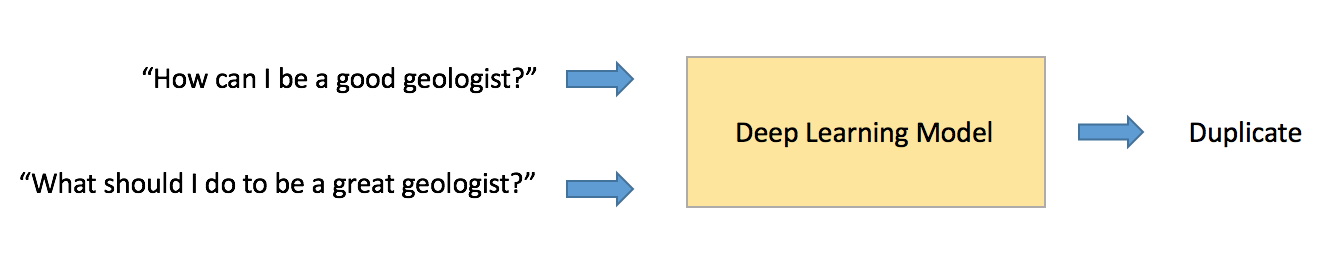 “How can I be a good geologist?”
“What should I do to be a great geologist?”
Deep Learning Model
Duplicate